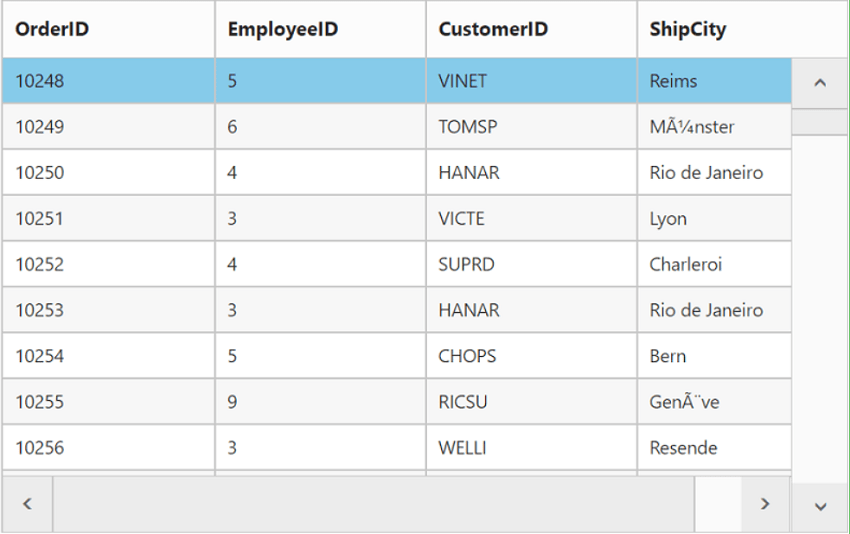 OrderID EmployeeID CustomerID ShipCity
10248 5 VINET Reims
10249 6 TOMSP MÃ¼nster
10250 4 HANAR Rio de Janeiro
10251 3 VICTE Lyon
10252 4 SUPRD Charleroi
10253 3 HANAR Rio de Janeiro
10254 5 CHOPS Bern
10255 9 RICSU GenÃ¨ve
10256 3 WELLI Resende